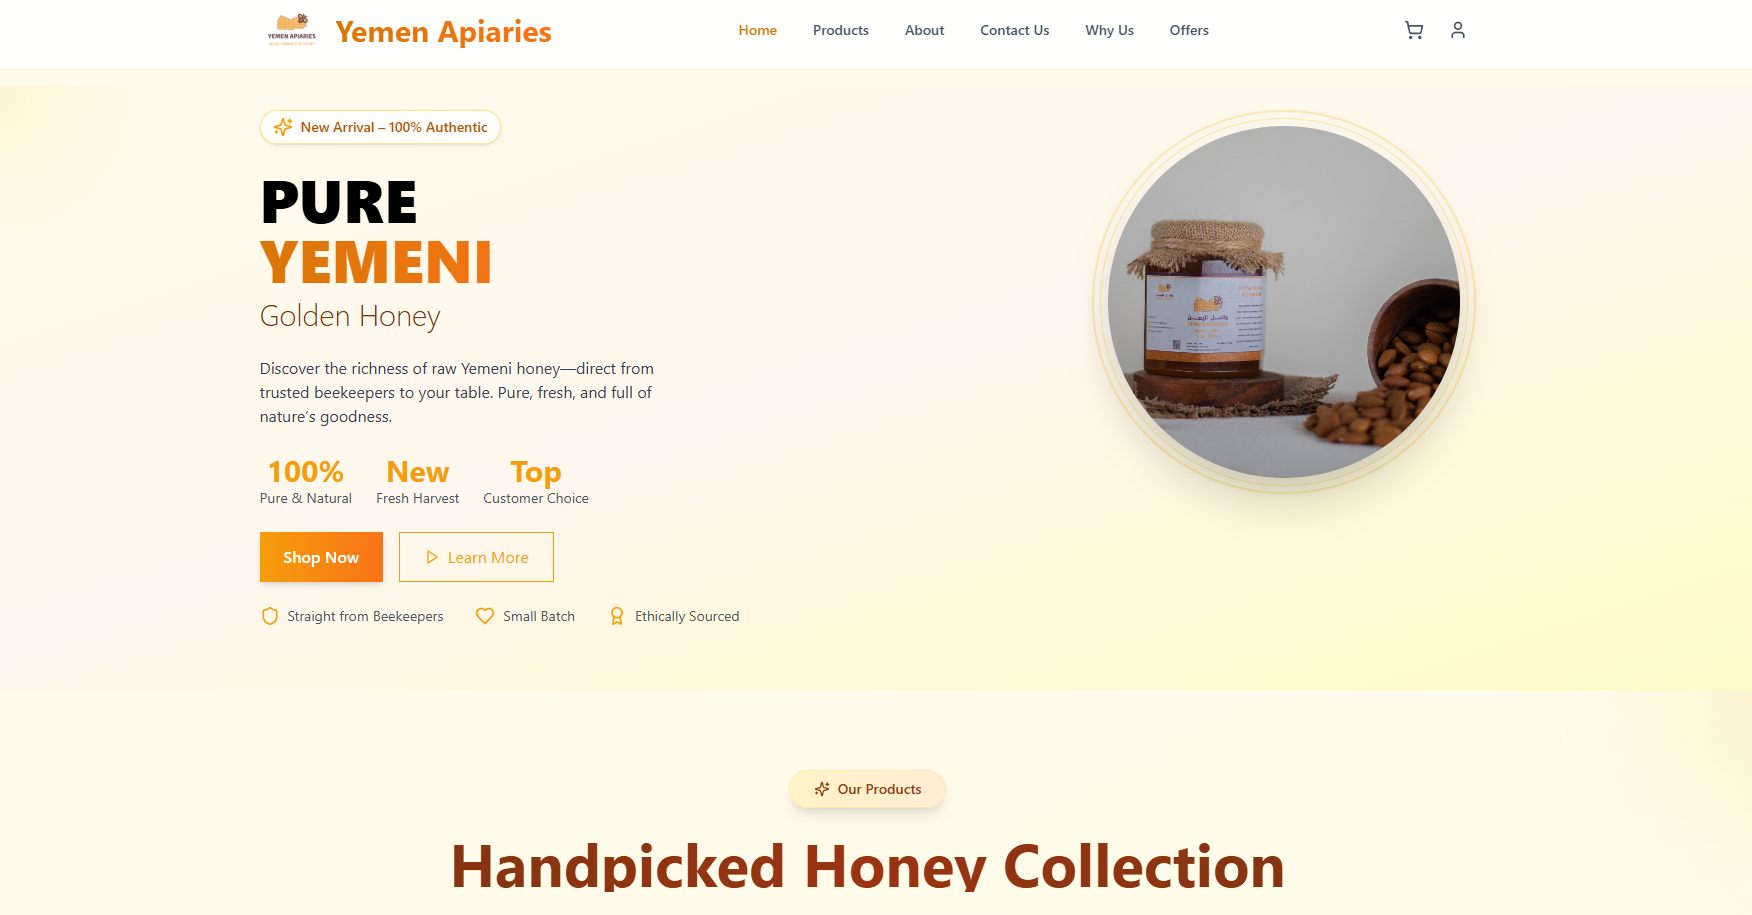 YEMEN APIARIES
Yemen Apiaries
Home
Products
About
Contact Us
Why Us
Offers
New Arrival – 100% Authentic
PURE
YEMENI
Golden Honey
Discover the richness of raw Yemeni honey—direct from
trusted beekeepers to your table. Pure, fresh, and full of
nature's goodness.
100%
Pure & Natural
New
Fresh Harvest
Top
Customer Choice
YEMEN APIARIES
Shop Now
Learn More
Straight from Beekeepers
Small Batch
Ethically Sourced
Our Products
Handpicked Honey Collection